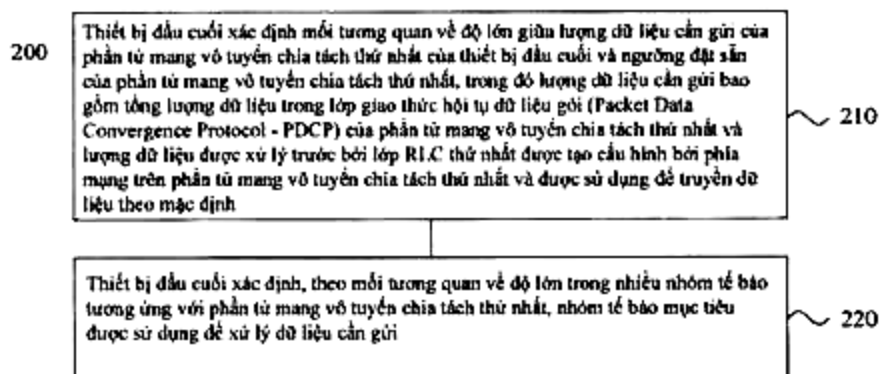 200
Thiết bị đầu cuối xác định mối tương quan về độ lớn giữa lượng dữ liệu cần gửi của
phần tử mang vô tuyến chia tách thứ nhất của thiết bị đầu cuối và ngưỡng đặt sẵn
của phần tử mang vô tuyến chia tách thứ nhất, trong đó lượng dữ liệu cần gửi bao
gồm tổng lượng dữ liệu trong lớp giao thức hội tụ dữ liệu gói (Packet Data
Convergence Protocol - PDCP) của phần tử mang vô tuyến chia tách thứ nhất và
lượng dữ liệu được xử lý trước bởi lớp RLC thứ nhất được tạo cấu hình bởi phía
mạng trên phần tử mang vô tuyến chia tách thứ nhất và được sử dụng để truyền dữ
liệu theo mặc định
210
Thiết bị đầu cuối xác định, theo mối tương quan về độ lớn trong nhiều nhóm tế bào
tương ứng với phần tử mang vô tuyến chia tách thứ nhất, nhóm tế bào mục tiêu
được sử dụng để xử lý dữ liệu cần gửi
220